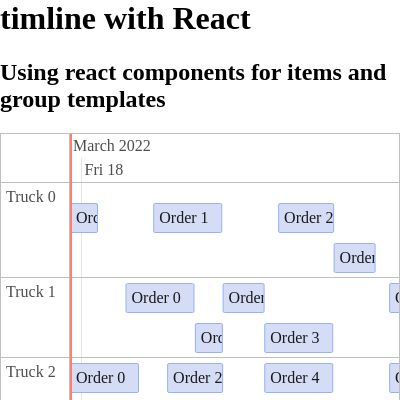 timline with React
Using react components for items and
group templates
March 2022
Fri 18
Truck 0
Ord
Order 1
Order 2
Order
Truck 1
Order 0
Order
Ord
Order 3
Truck 2
Order 0
Order 2
Order 4